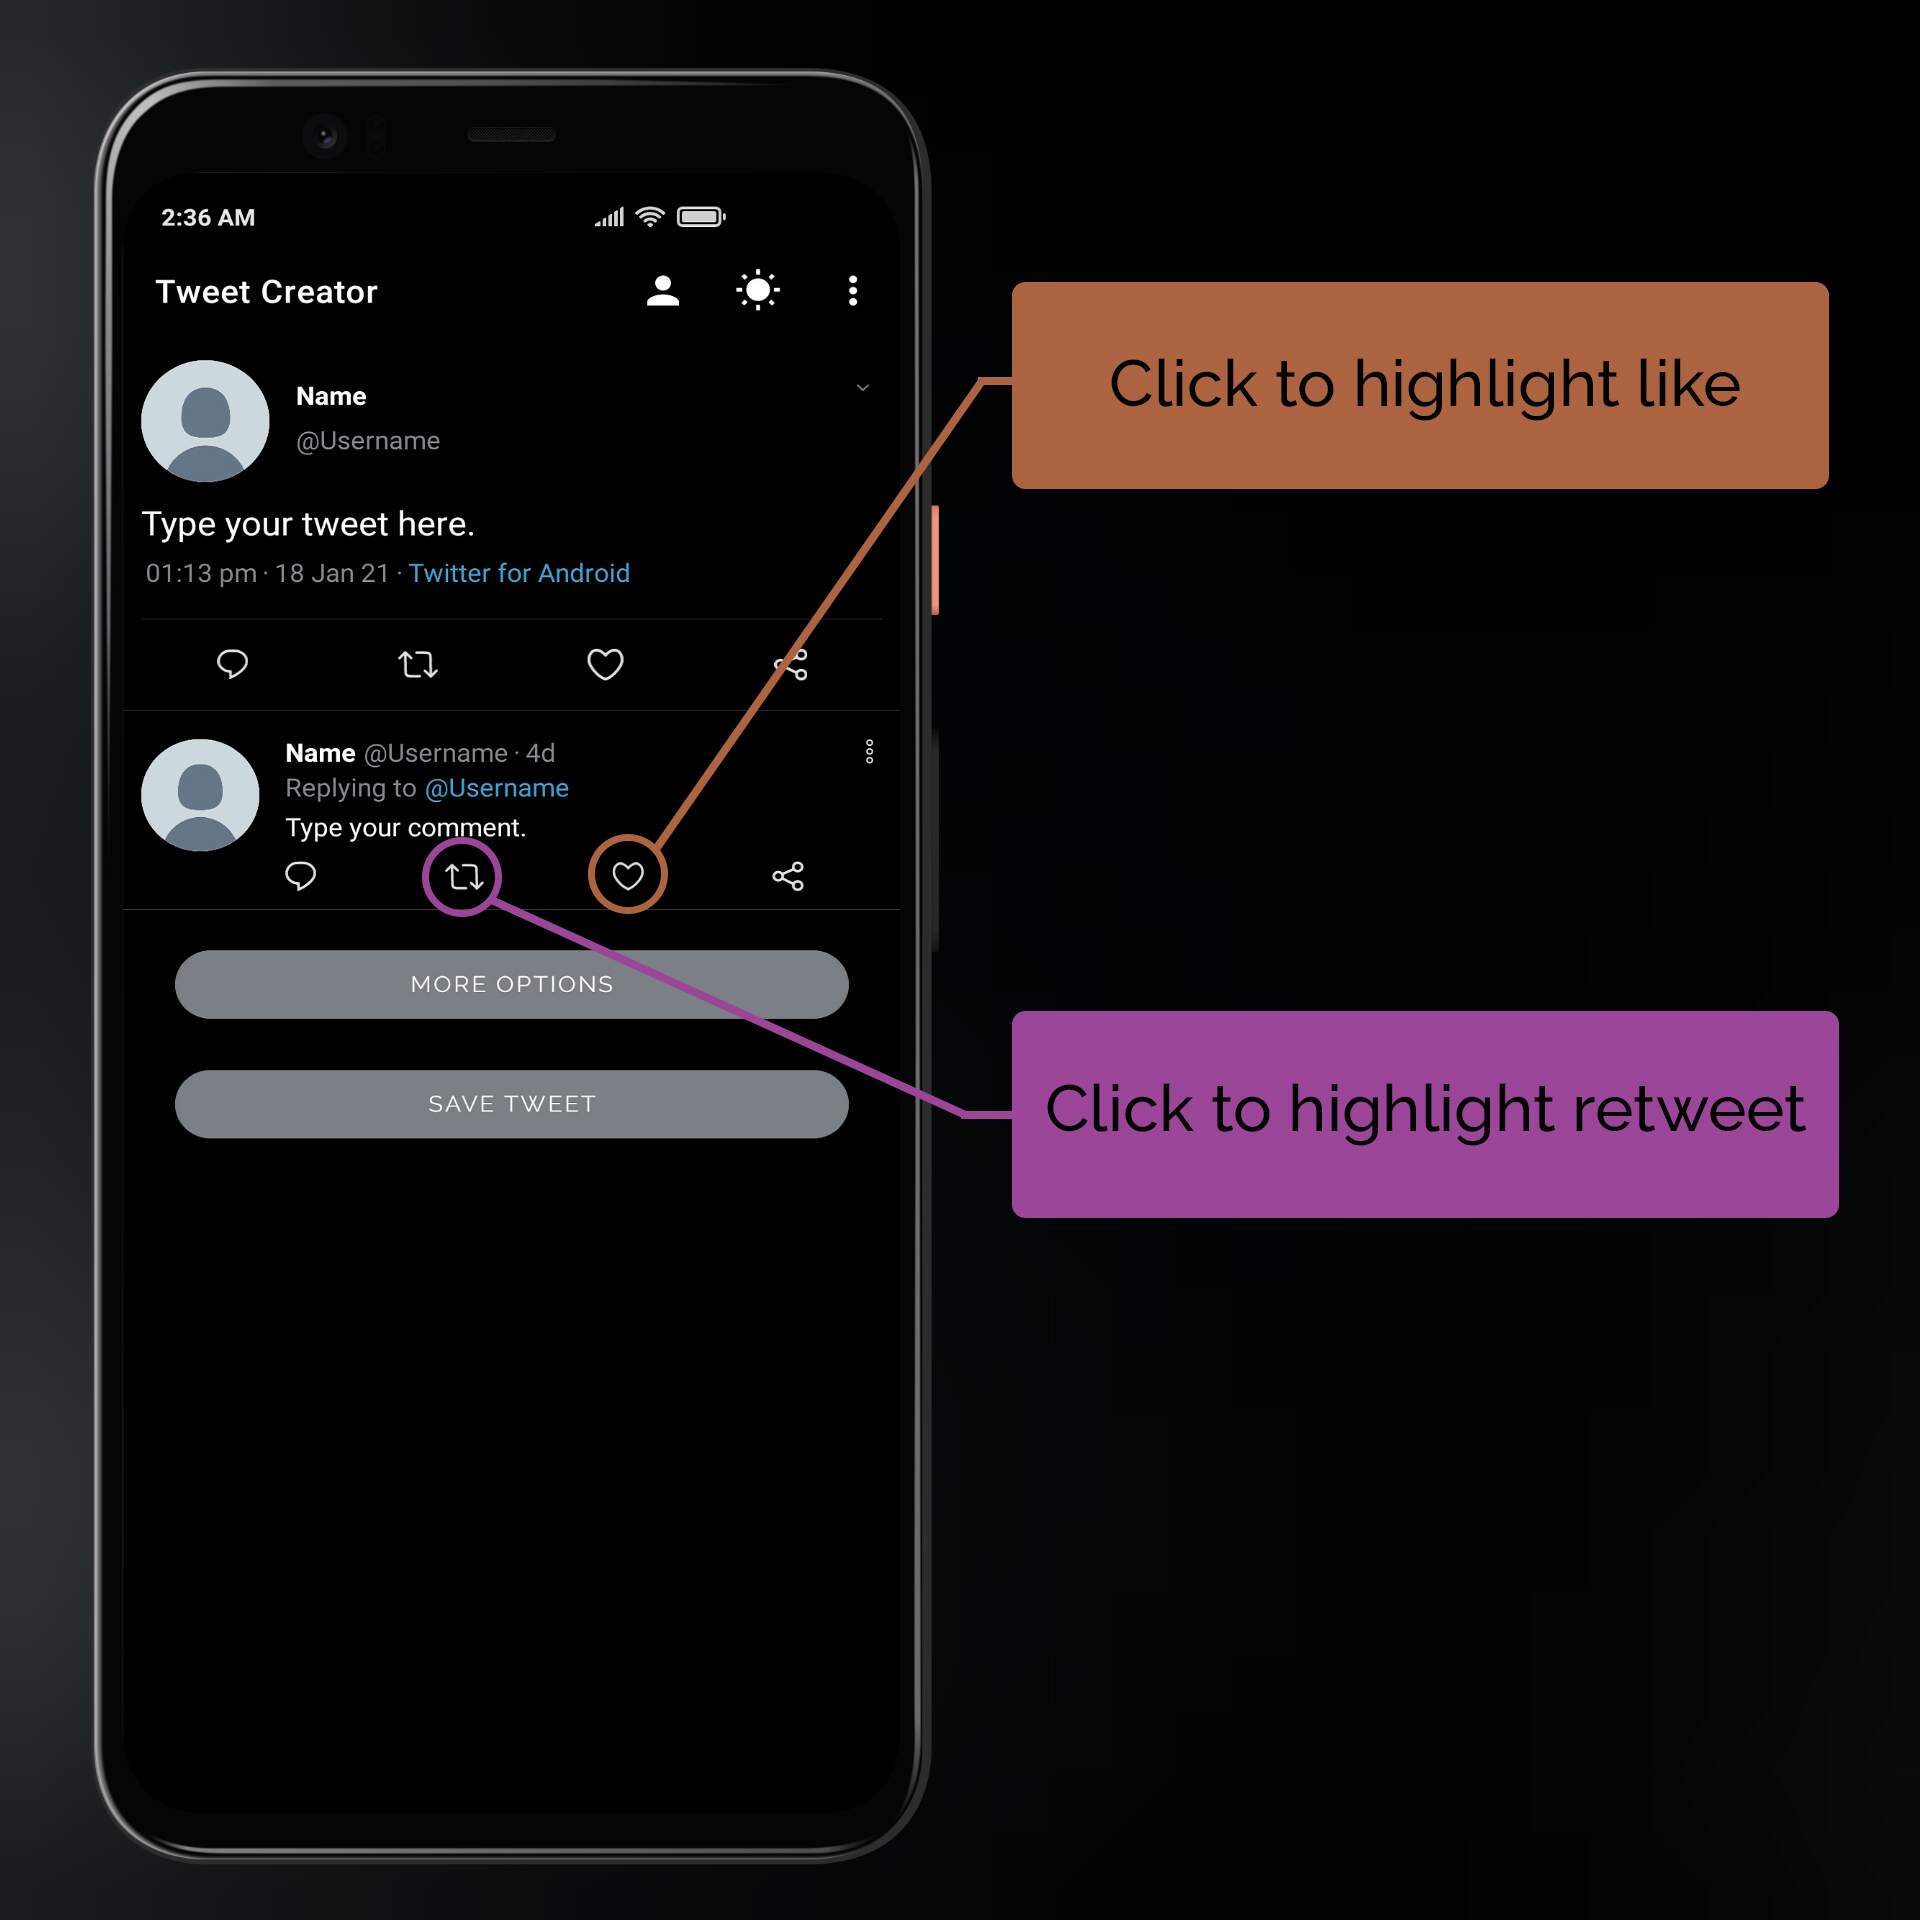 2:36 AM
Tweet Creator
Name
@Username
Type your tweet here.
01:13 pm · 18 Jan 21 · Twitter for Android
Name @Username · 4d
Replying to @Username
Type your comment.
MORE OPTIONS
SAVE TWEET
Click to highlight like
Click to highlight retweet